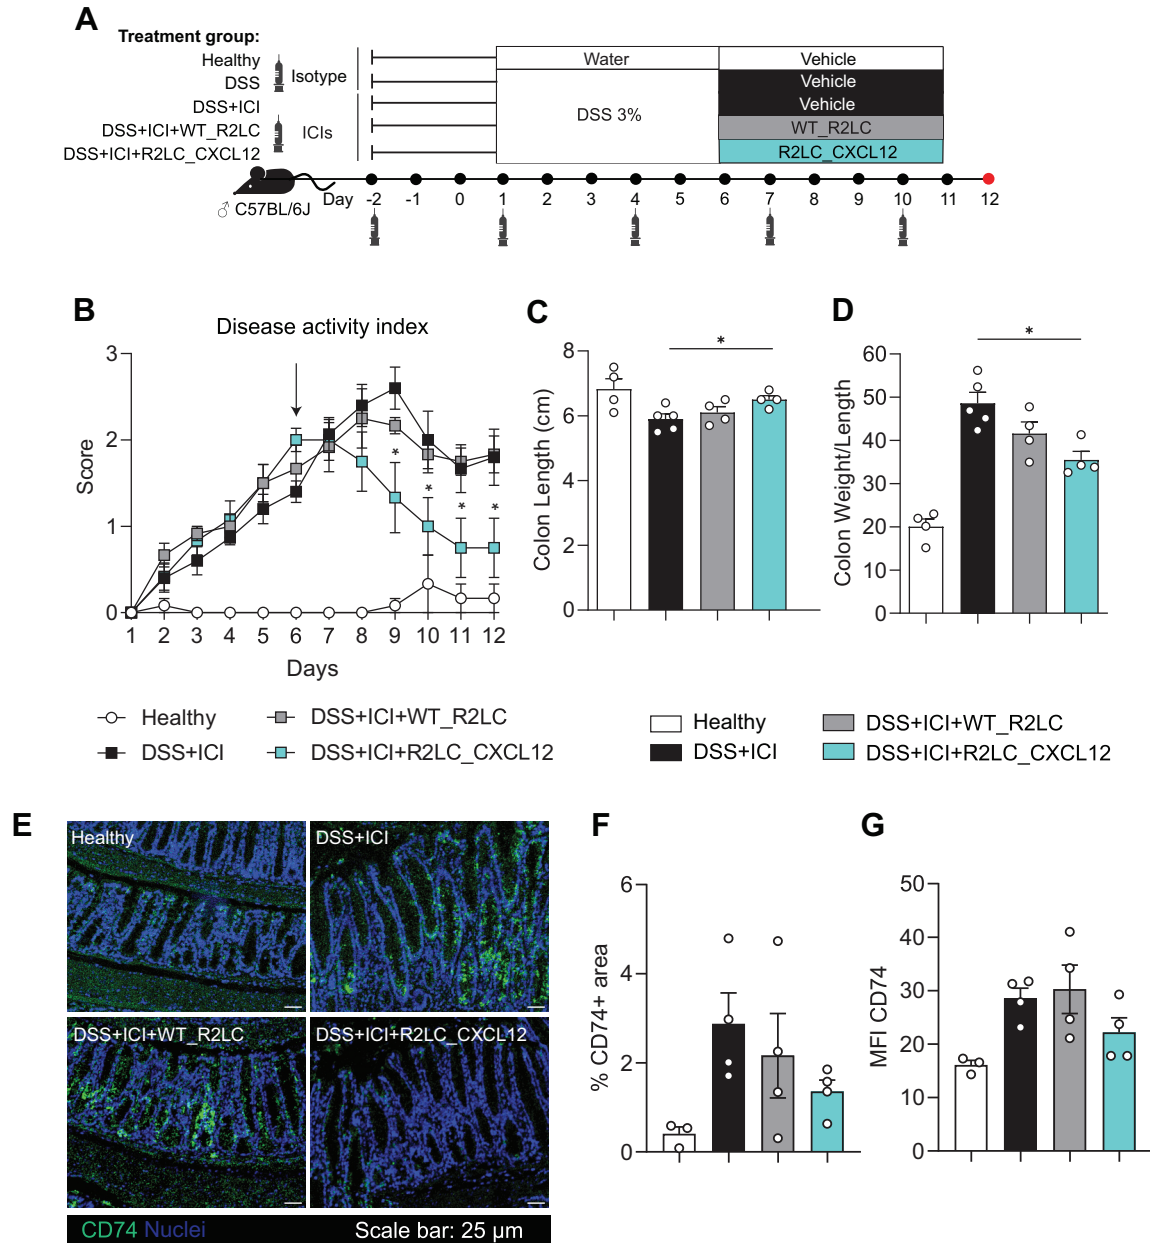 A
Treatment group:
Healthy
DSS
DSS+ICI
DSS+ICI+WT_R2LC
DSS+ICI+R2LC_CXCL12
Isotype
ICIs
Water
DSS 3%
Vehicle
Vehicle
Vehicle
WT_R2LC
R2LC_CXCL12
♂ C57BL/6J
Day -2 -1 0 1 2 3 4 5 6 7 8 9 10 11 12
B
Disease activity index
Score
3
2
1
0
* * * *
1 2 3 4 5 6 7 8 9 10 11 12
Days
Healthy
DSS+ICI
DSS+ICI+WT_R2LC
DSS+ICI+R2LC_CXCL12
C
Colon Length (cm)
8
6
4
2
0
*
D
Colon Weight/Length
60
50
40
30
20
10
0
*
Healthy
DSS+ICI
DSS+ICI+WT_R2LC
DSS+ICI+R2LC_CXCL12
E
Healthy
DSS+ICI
DSS+ICI+WT_R2LC
DSS+ICI+R2LC_CXCL12
CD74 Nuclei Scale bar: 25 µm
F
% CD74+ area
6
4
2
0
G
MFI CD74
50
40
30
20
10
0